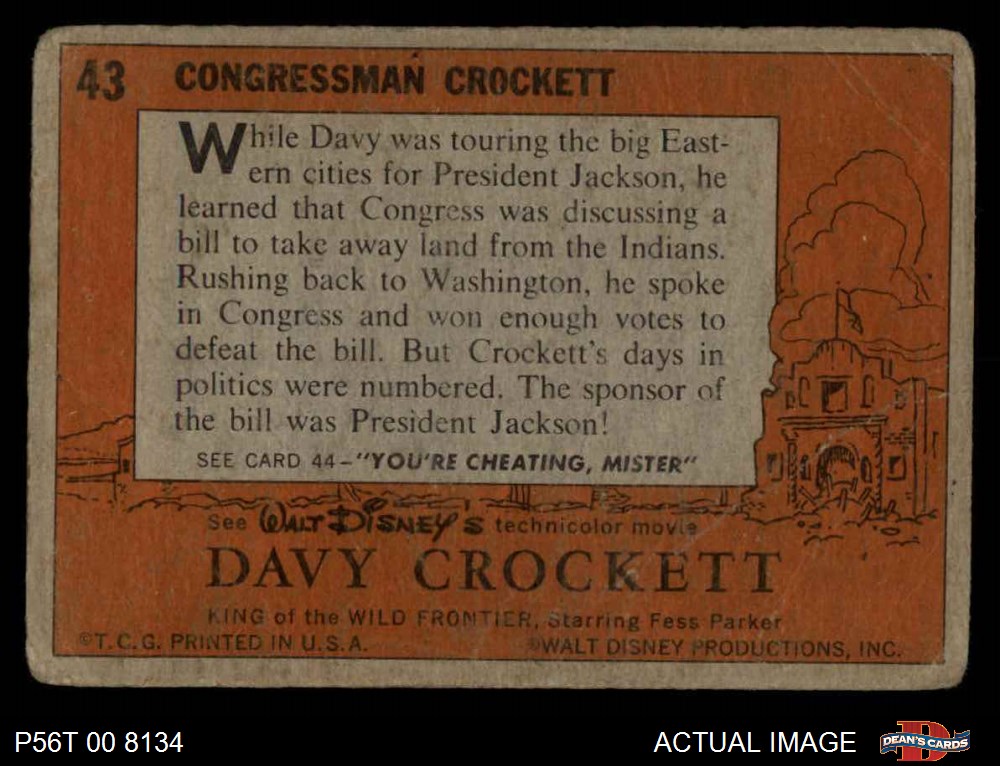 43 CONGRESSMAN CROCKETT
While Davy was touring the big East-
ern cities for President Jackson, he
learned that Congress was discussing a
bill to take away land from the Indians.
Rushing back to Washington, he spoke
in Congress and won enough votes to
defeat the bill. But Crockett's days in
politics were numbered. The sponsor of
the bill was President Jackson!
SEE CARD 44-"YOU'RE CHEATING, MISTER"
See WALT DISNEY'S technicolor movie
DAVY CROCKETT
KING of the WILD FRONTIER, Starring Fess Parker
©T.C.G. PRINTED IN U.S.A. ©WALT DISNEY PRODUCTIONS, INC.
P56T 00 8134 ACTUAL IMAGE DEAN'S CARDS